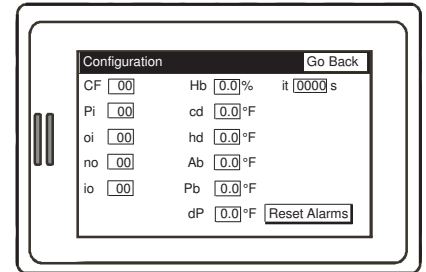 Configuration Go Back
CF 00 Hb 0.0 % it 0000 s
Pi 00 cd 0.0 °F
oi 00 hd 0.0 °F
no 00 Ab 0.0 °F
io 00 Pb 0.0 °F
dP 0.0 °F Reset Alarms